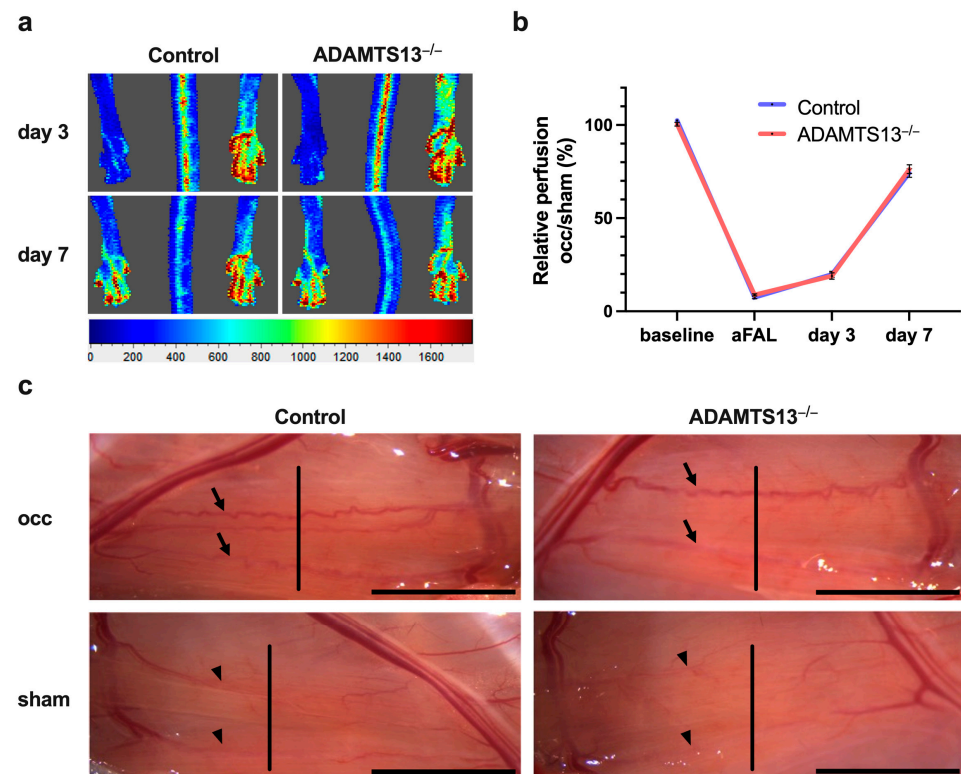 a
Control
ADAMTS13–/–
day 3
day 7
0 200 400 600 800 1000 1200 1400 1600
b
Relative perfusion
occ/sham (%)
100
50
0
Control
ADAMTS13–/–
baseline aFAL day 3 day 7
c
Control
ADAMTS13–/–
occ
sham